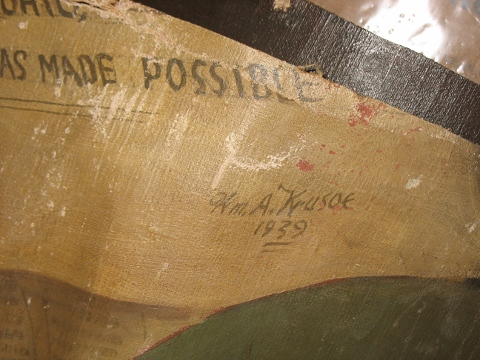 AS MADE POSSIBLE
Wm. A. Krusoe
1939